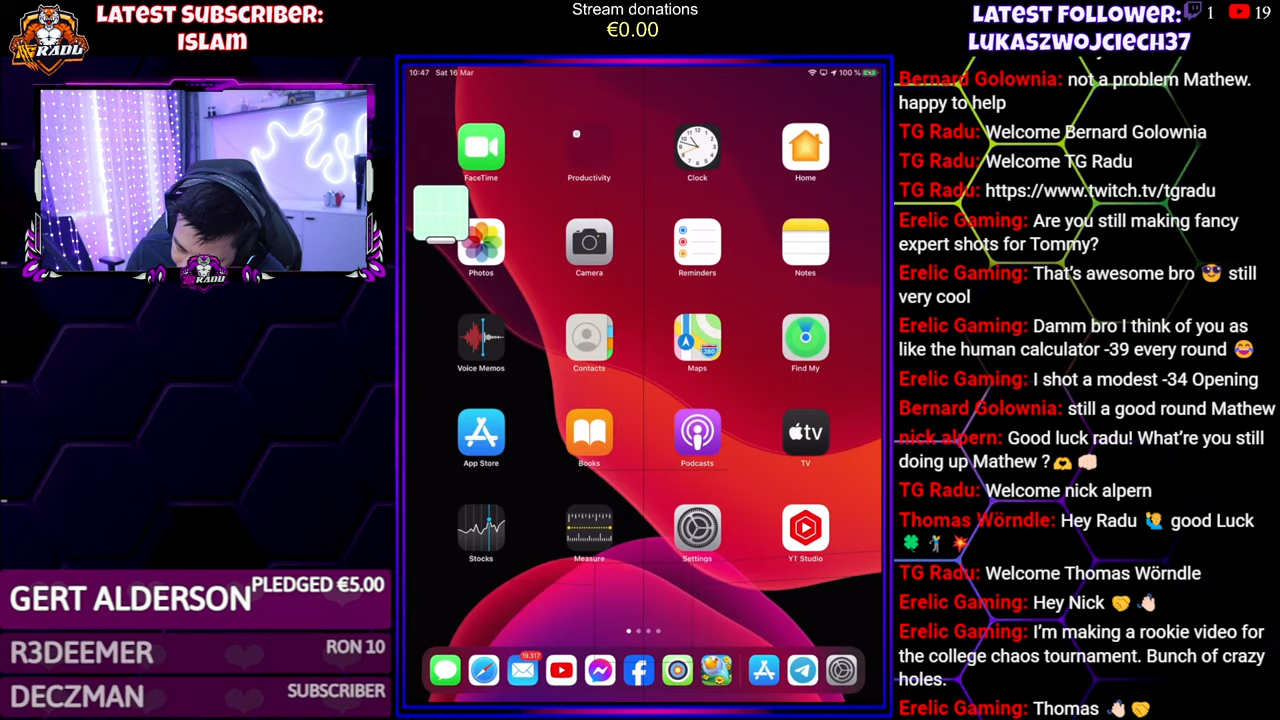 LATEST SUBSCRIBER:
ISLAM
RADU
Stream donations
€0.00
LATEST FOLLOWER:
LUKASZWOJCIECH37
1
19
10:47 Sat 16 Mar
100 %
FaceTime
Productivity
Clock
Home
Photos
Camera
Reminders
Notes
Voice Memos
Contacts
Maps
280
Find My
App Store
Books
Podcasts
tv
TV
Stocks
Measure
Settings
YT Studio
19,317
RADU
GERT ALDERSON
PLEDGED €5.00
R3DEEMER
RON 10
DECZMAN
SUBSCRIBER
Bernard Golownia: not a problem Mathew.
happy to help
TG Radu: Welcome Bernard Golownia
TG Radu: Welcome TG Radu
TG Radu: https://www.twitch.tv/tgradu
Erelic Gaming: Are you still making fancy
expert shots for Tommy?
Erelic Gaming: That's awesome bro 😎 still
very cool
Erelic Gaming: Damm bro I think of you as
like the human calculator -39 every round 😂
Erelic Gaming: I shot a modest -34 Opening
Bernard Golownia: still a good round Mathew
nick alpern: Good luck radu! What're you still
doing up Mathew ?🫶 👊🏻
TG Radu: Welcome nick alpern
Thomas Wörndle: Hey Radu 🙋‍♂️ good Luck
🍀 🏌️ 💥
TG Radu: Welcome Thomas Wörndle
Erelic Gaming: Hey Nick 🤝 🤙🏻
Erelic Gaming: I'm making a rookie video for
the college chaos tournament. Bunch of crazy
holes.
Erelic Gaming: Thomas 🤙🏻 🤝